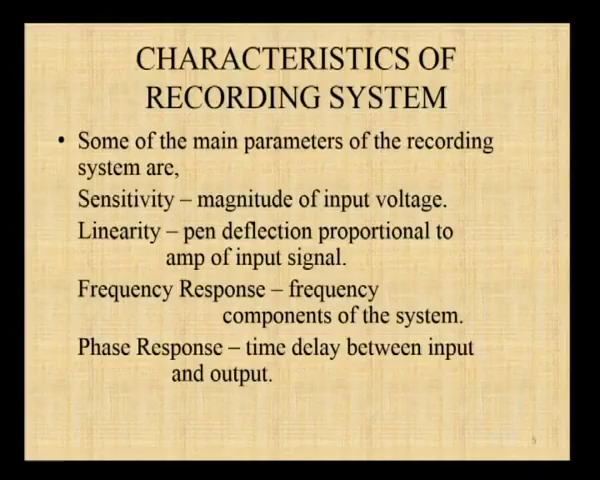 CHARACTERISTICS OF
RECORDING SYSTEM
• Some of the main parameters of the recording
system are,
Sensitivity – magnitude of input voltage.
Linearity – pen deflection proportional to
amp of input signal.
Frequency Response – frequency
components of the system.
Phase Response – time delay between input
and output.
5